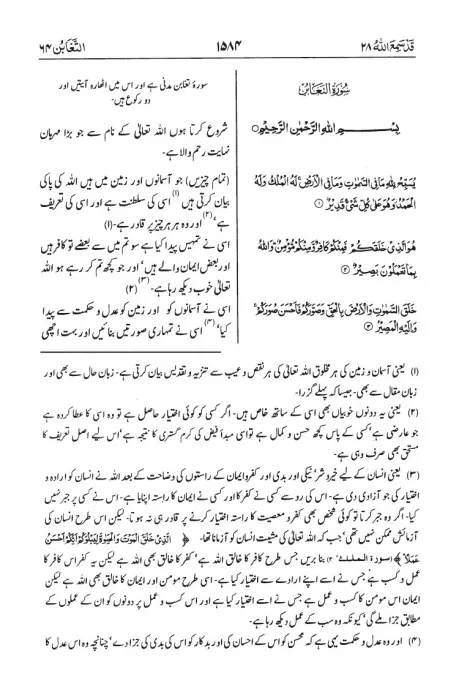 قد سمع الله ۲۸
۱۵۸۴
التغابن ۶۴
سُورَةُ التَّغَابُنِ
بِسْمِ اللهِ الرَّحْمٰنِ الرَّحِيْمِ
يُسَبِّحُ لِلّٰهِ مَا فِى السَّمٰوٰتِ وَمَا فِى الْاَرْضِ ۚ لَهُ الْمُلْكُ وَلَهُ
الْحَمْدُ وَهُوَ عَلٰى كُلِّ شَىْءٍ قَدِيْرٌ ①
هُوَ الَّذِىْ خَلَقَكُمْ فَمِنْكُمْ كَافِرٌ وَّمِنْكُمْ مُّؤْمِنٌ ۚ وَاللّٰهُ
بِمَا تَعْمَلُوْنَ بَصِيْرٌ ②
خَلَقَ السَّمٰوٰتِ وَالْاَرْضَ بِالْحَقِّ وَصَوَّرَكُمْ فَاَحْسَنَ صُوَرَكُمْ ۚ
وَاِلَيْهِ الْمَصِيْرُ ③
سورۂ تغابن مدنی ہے اور اس میں اٹھارہ آیتیں اور
دو رکوع ہیں۔
شروع کرتا ہوں اللہ تعالیٰ کے نام سے جو بڑا مہربان
نہایت رحم والا ہے۔
(تمام چیزیں) جو آسمانوں اور زمین میں ہیں اللہ کی پاکی
بیان کرتی ہیں (۱) اسی کی سلطنت ہے اور اسی کی تعریف
ہے، (۲) اور وہ ہر ہر چیز پر قادر ہے۔ (۱)
اسی نے تمہیں پیدا کیا ہے سو تم میں سے بعضے تو کافر ہیں
اور بعض ایمان والے ہیں، اور جو کچھ تم کر رہے ہو اللہ
تعالیٰ خوب دیکھ رہا ہے۔ (۳) (۲)
اسی نے آسمانوں کو اور زمین کو عدل و حکمت سے پیدا
کیا، (۴) اسی نے تمہاری صورتیں بنائیں اور بہت اچھی
(۱) یعنی آسمان و زمین کی ہر مخلوق اللہ تعالیٰ کی ہر نقص و عیب سے تنزیہ و تقدیس بیان کرتی ہے۔ زبان حال سے بھی اور
زبان مقال سے بھی۔ جیسا کہ پہلے گزرا۔
(۲) یعنی یہ دونوں خوبیاں بھی اسی کے ساتھ خاص ہیں۔ اگر کسی کو کوئی اختیار حاصل ہے تو وہ اسی کا عطا کردہ ہے
جو عارضی ہے، کسی کے پاس کچھ حسن و کمال ہے تو اسی مبدأ فیض کی کرم گستری کا نتیجہ ہے، اس لیے اصل تعریف کا
مستحق بھی صرف وہی ہے۔
(۳) یعنی انسان کے لیے خیر و شر، نیکی اور بدی اور کفر و ایمان کے راستوں کی وضاحت کے بعد اللہ نے انسان کو ارادہ و
اختیار کی جو آزادی دی ہے۔ اس کی رو سے کسی نے کفر کا اور کسی نے ایمان کا راستہ اپنایا ہے۔ اس نے کسی پر جبر نہیں
کیا۔ اگر وہ جبر کرتا تو کوئی شخص بھی کفر و معصیت کا راستہ اختیار کرنے پر قادر ہی نہ ہوتا۔ لیکن اس طرح انسان کی
آزمائش ممکن نہیں تھی، جب کہ اللہ تعالیٰ کی مشیت انسان کو آزمانا تھا۔ ﴿ الَّذِىْ خَلَقَ الْمَوْتَ وَالْحَيٰوةَ لِيَبْلُوَكُمْ اَيُّكُمْ اَحْسَنُ
عَمَلًا ﴾ (سورة الملك، ۲) بنا بریں جس طرح کافر کا خالق اللہ ہے، کفر کا خالق بھی اللہ ہے لیکن یہ کفر اس کافر کا
عمل و کسب ہے جس نے اسے اپنے ارادے سے اختیار کیا ہے۔ اسی طرح مومن اور ایمان کا خالق بھی اللہ ہے لیکن
ایمان اس مومن کا کسب و عمل ہے جس نے اسے اختیار کیا ہے اور اس کسب و عمل پر دونوں کو ان کے عملوں کے
مطابق جزا ملے گی، کیونکہ وہ سب کے عمل دیکھ رہا ہے۔
(۴) اور وہ عدل و حکمت یہی ہے کہ محسن کو اس کے احسان کی اور بدکار کو اس کی بدی کی جزا دے، چنانچہ وہ اس عدل کا